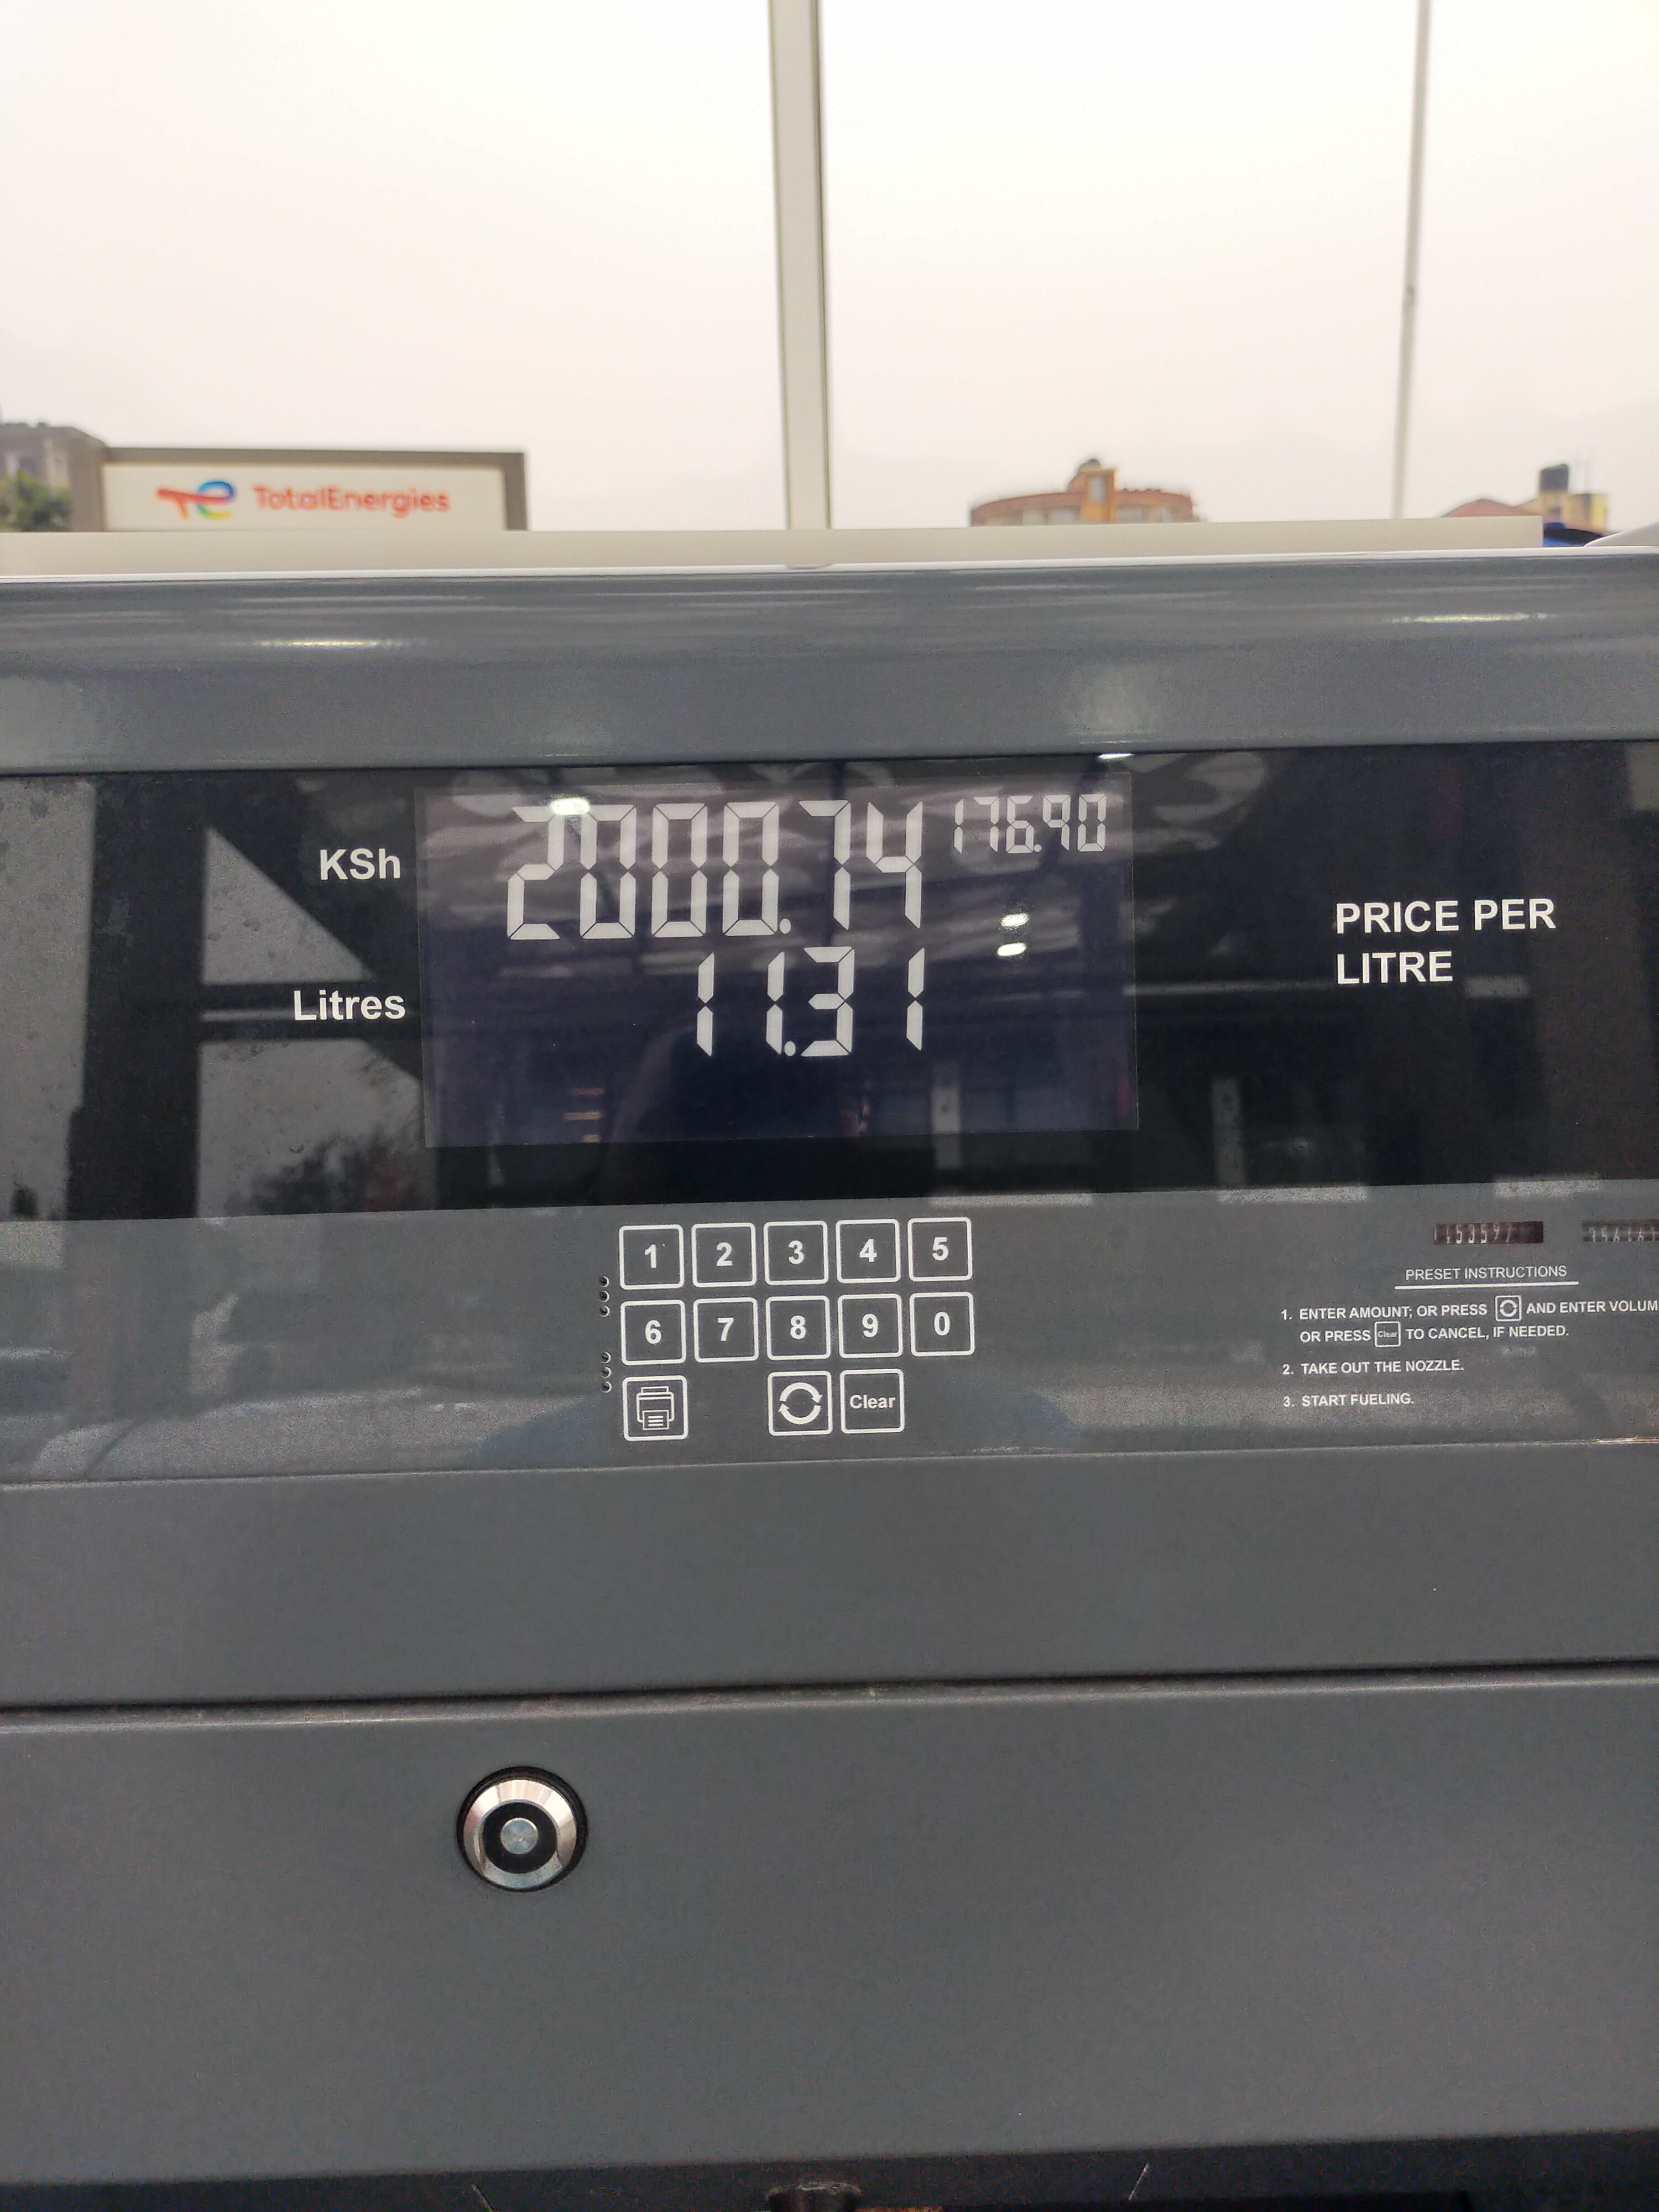 TotalEnergies
KSh 2000.74 176.90
PRICE PER
LITRE
Litres 11.31
1 2 3 4 5
6 7 8 9 0
Clear
PRESET INSTRUCTIONS
1. ENTER AMOUNT; OR PRESS AND ENTER VOLUM
OR PRESS Clear TO CANCEL, IF NEEDED.
2. TAKE OUT THE NOZZLE.
3. START FUELING.